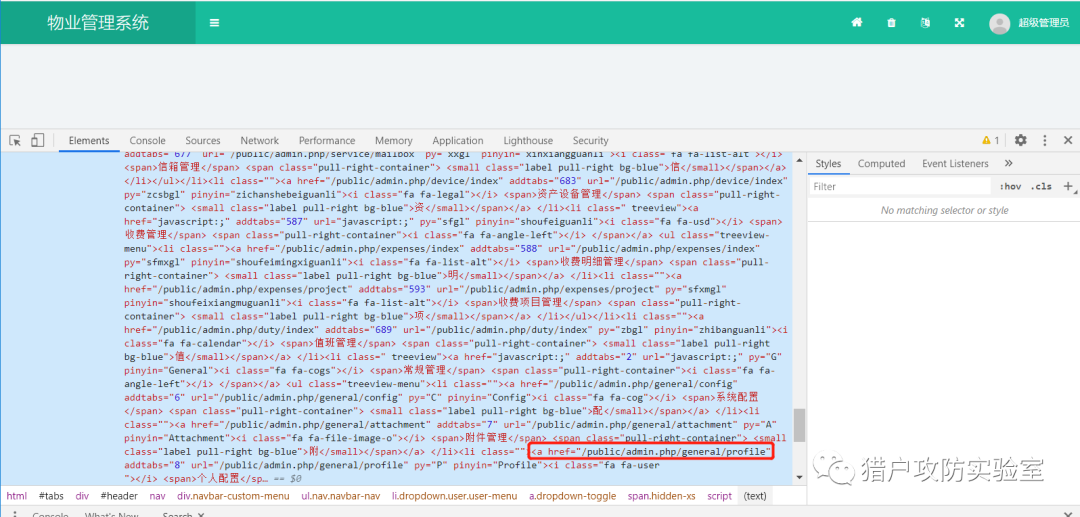 物业管理系统
超级管理员
Elements Console Sources Network Performance Memory Application Lighthouse Security 1
addtabs="677" url="/public/admin.php/service/mailbox" py="xxgl" pinyin="xinxiangguanli"><i class="fa fa-list-alt"></i>
<span>信箱管理</span> <span class="pull-right-container"> <small class="label pull-right bg-blue">信</small></span></a>
</li></ul></li><li class=""><a href="/public/admin.php/device/index" addtabs="683" url="/public/admin.php/device/index"
py="zcsbgl" pinyin="zichanshebeiguanli"><i class="fa fa-legal"></i> <span>资产设备管理</span> <span class="pull-right-
container"> <small class="label pull-right bg-blue">资</small></span></a> </li><li class=" treeview"><a
href="javascript:;" addtabs="587" url="javascript:;" py="sfgl" pinyin="shoufeiguanli"><i class="fa fa-usd"></i> <span>
收费管理</span> <span class="pull-right-container"><i class="fa fa-angle-left"></i> </span></a> <ul class="treeview-
menu"><li class=""><a href="/public/admin.php/expenses/index" addtabs="588" url="/public/admin.php/expenses/index"
py="sfmxgl" pinyin="shoufeimingxiguanli"><i class="fa fa-list-alt"></i> <span>收费明细管理</span> <span class="pull-
right-container"> <small class="label pull-right bg-blue">明</small></span></a> </li><li class=""><a
href="/public/admin.php/expenses/project" addtabs="593" url="/public/admin.php/expenses/project" py="sfxmgl"
pinyin="shoufeixiangmuguanli"><i class="fa fa-list-alt"></i> <span>收费项目管理</span> <span class="pull-right-
container"> <small class="label pull-right bg-blue">项</small></span></a> </li></ul></li><li class=""><a
href="/public/admin.php/duty/index" addtabs="689" url="/public/admin.php/duty/index" py="zbgl" pinyin="zhibanguanli"><i
class="fa fa-calendar"></i> <span>值班管理</span> <span class="pull-right-container"> <small class="label pull-right
bg-blue">值</small></span></a> </li><li class=" treeview"><a href="javascript:;" addtabs="2" url="javascript:;" py="G"
pinyin="General"><i class="fa fa-cogs"></i> <span>常规管理</span> <span class="pull-right-container"><i class="fa fa-
angle-left"></i> </span></a> <ul class="treeview-menu"><li class=""><a href="/public/admin.php/general/config"
addtabs="6" url="/public/admin.php/general/config" py="C" pinyin="Config"><i class="fa fa-cog"></i> <span>系统配置
</span> <span class="pull-right-container"> <small class="label pull-right bg-blue">配</small></span></a> </li><li
class=""><a href="/public/admin.php/general/attachment" addtabs="7" url="/public/admin.php/general/attachment" py="A"
pinyin="Attachment"><i class="fa fa-file-image-o"></i> <span>附件管理</span> <span class="pull-right-container"> <small
class="label pull-right bg-blue">附</small></span></a> </li><li class=""><a href="/public/admin.php/general/profile"
addtabs="8" url="/public/admin.php/general/profile" py="P" pinyin="Profile"><i class="fa fa-user
"></i> <span>个人配置</sp… == $0
Styles Computed Event Listeners »
Filter :hov .cls +
No matching selector or style
猎户攻防实验室
html #tabs div #header nav div.navbar-custom-menu ul.nav.navbar-nav li.dropdown.user.user-menu a.dropdown-toggle span.hidden-xs script (text)
Console What's New Search